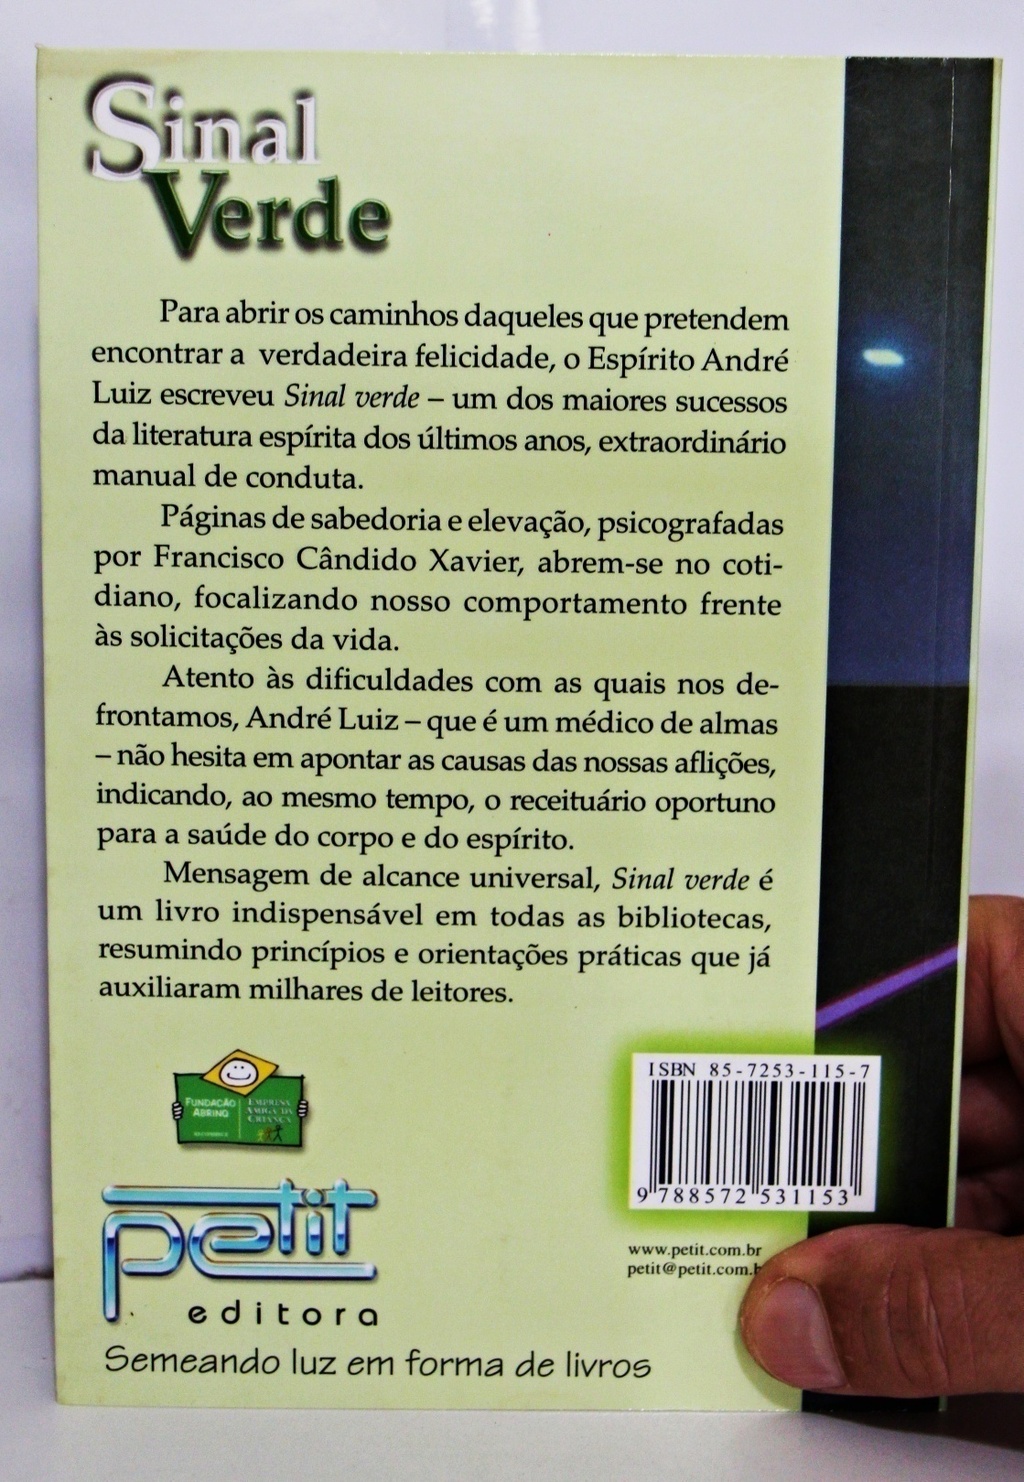 Sinal
Verde
Para abrir os caminhos daqueles que pretendem
encontrar a verdadeira felicidade, o Espírito André
Luiz escreveu Sinal verde – um dos maiores sucessos
da literatura espírita dos últimos anos, extraordinário
manual de conduta.
Páginas de sabedoria e elevação, psicografadas
por Francisco Cândido Xavier, abrem-se no coti-
diano, focalizando nosso comportamento frente
às solicitações da vida.
Atento às dificuldades com as quais nos de-
frontamos, André Luiz – que é um médico de almas
– não hesita em apontar as causas das nossas aflições,
indicando, ao mesmo tempo, o receituário oportuno
para a saúde do corpo e do espírito.
Mensagem de alcance universal, Sinal verde é
um livro indispensável em todas as bibliotecas,
resumindo princípios e orientações práticas que já
auxiliaram milhares de leitores.
FUNDAÇÃO
ABRINQ
EMPRESA
AMIGA DA
CRIANÇA
ISBN 85-7253-115-7
9 788572 531153
www.petit.com.br
petit@petit.com.b
petit
editora
Semeando luz em forma de livros